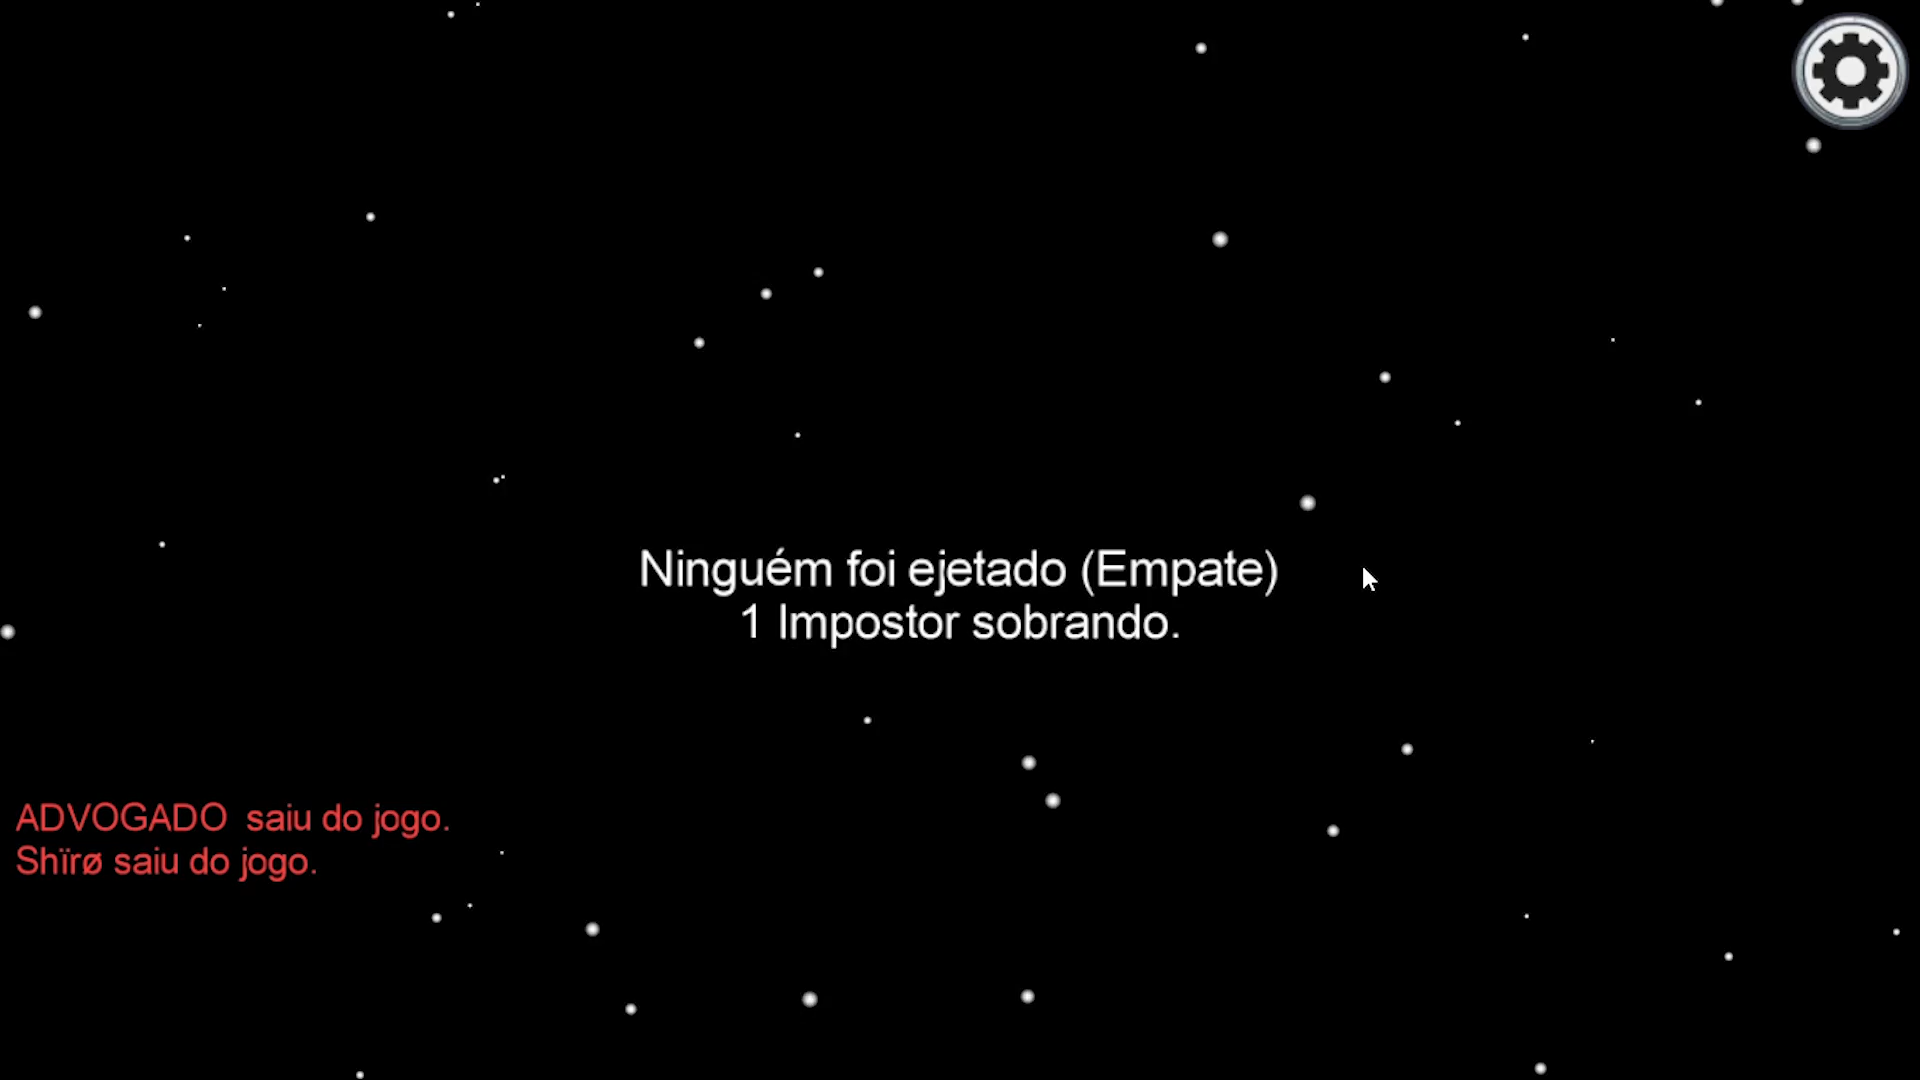 Ninguém foi ejetado (Empate)
1 Impostor sobrando.
ADVOGADO saiu do jogo.
Shïrø saiu do jogo.